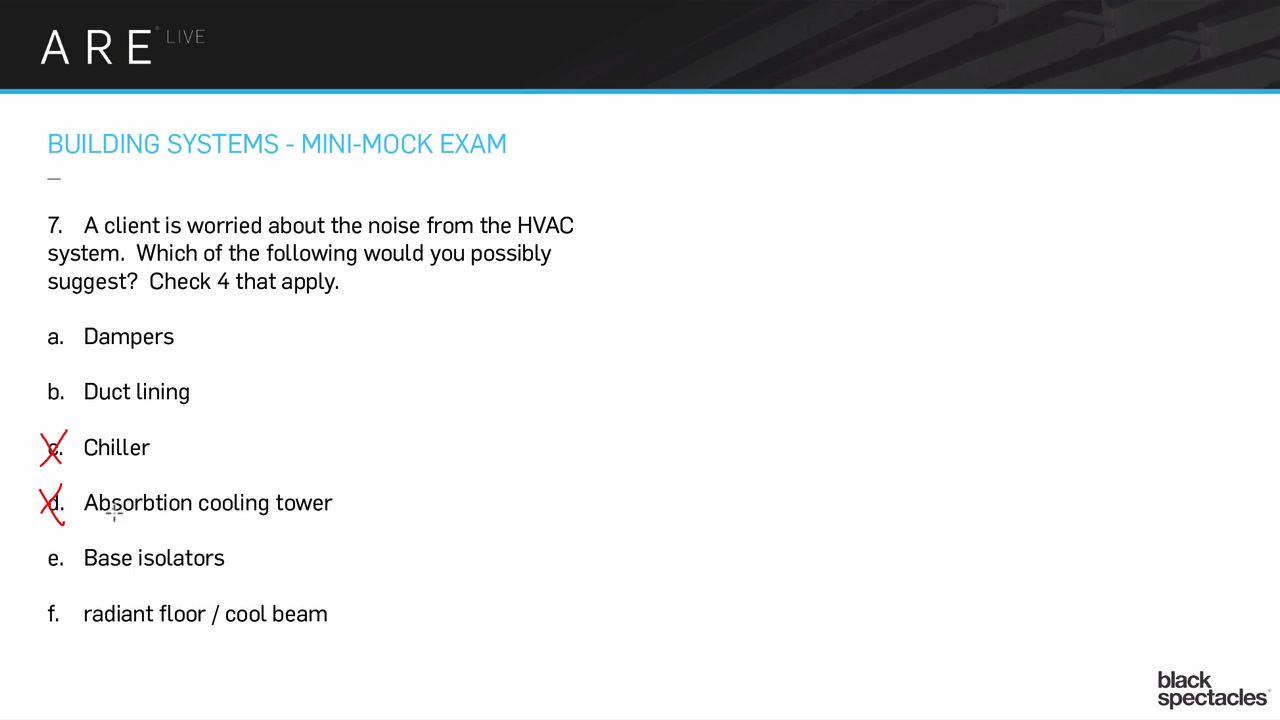 ARE® LIVE
BUILDING SYSTEMS - MINI-MOCK EXAM
7. A client is worried about the noise from the HVAC
system. Which of the following would you possibly
suggest? Check 4 that apply.
a. Dampers
b. Duct lining
c. Chiller
d. Absorbtion cooling tower
e. Base isolators
f. radiant floor / cool beam
black
spectacles®